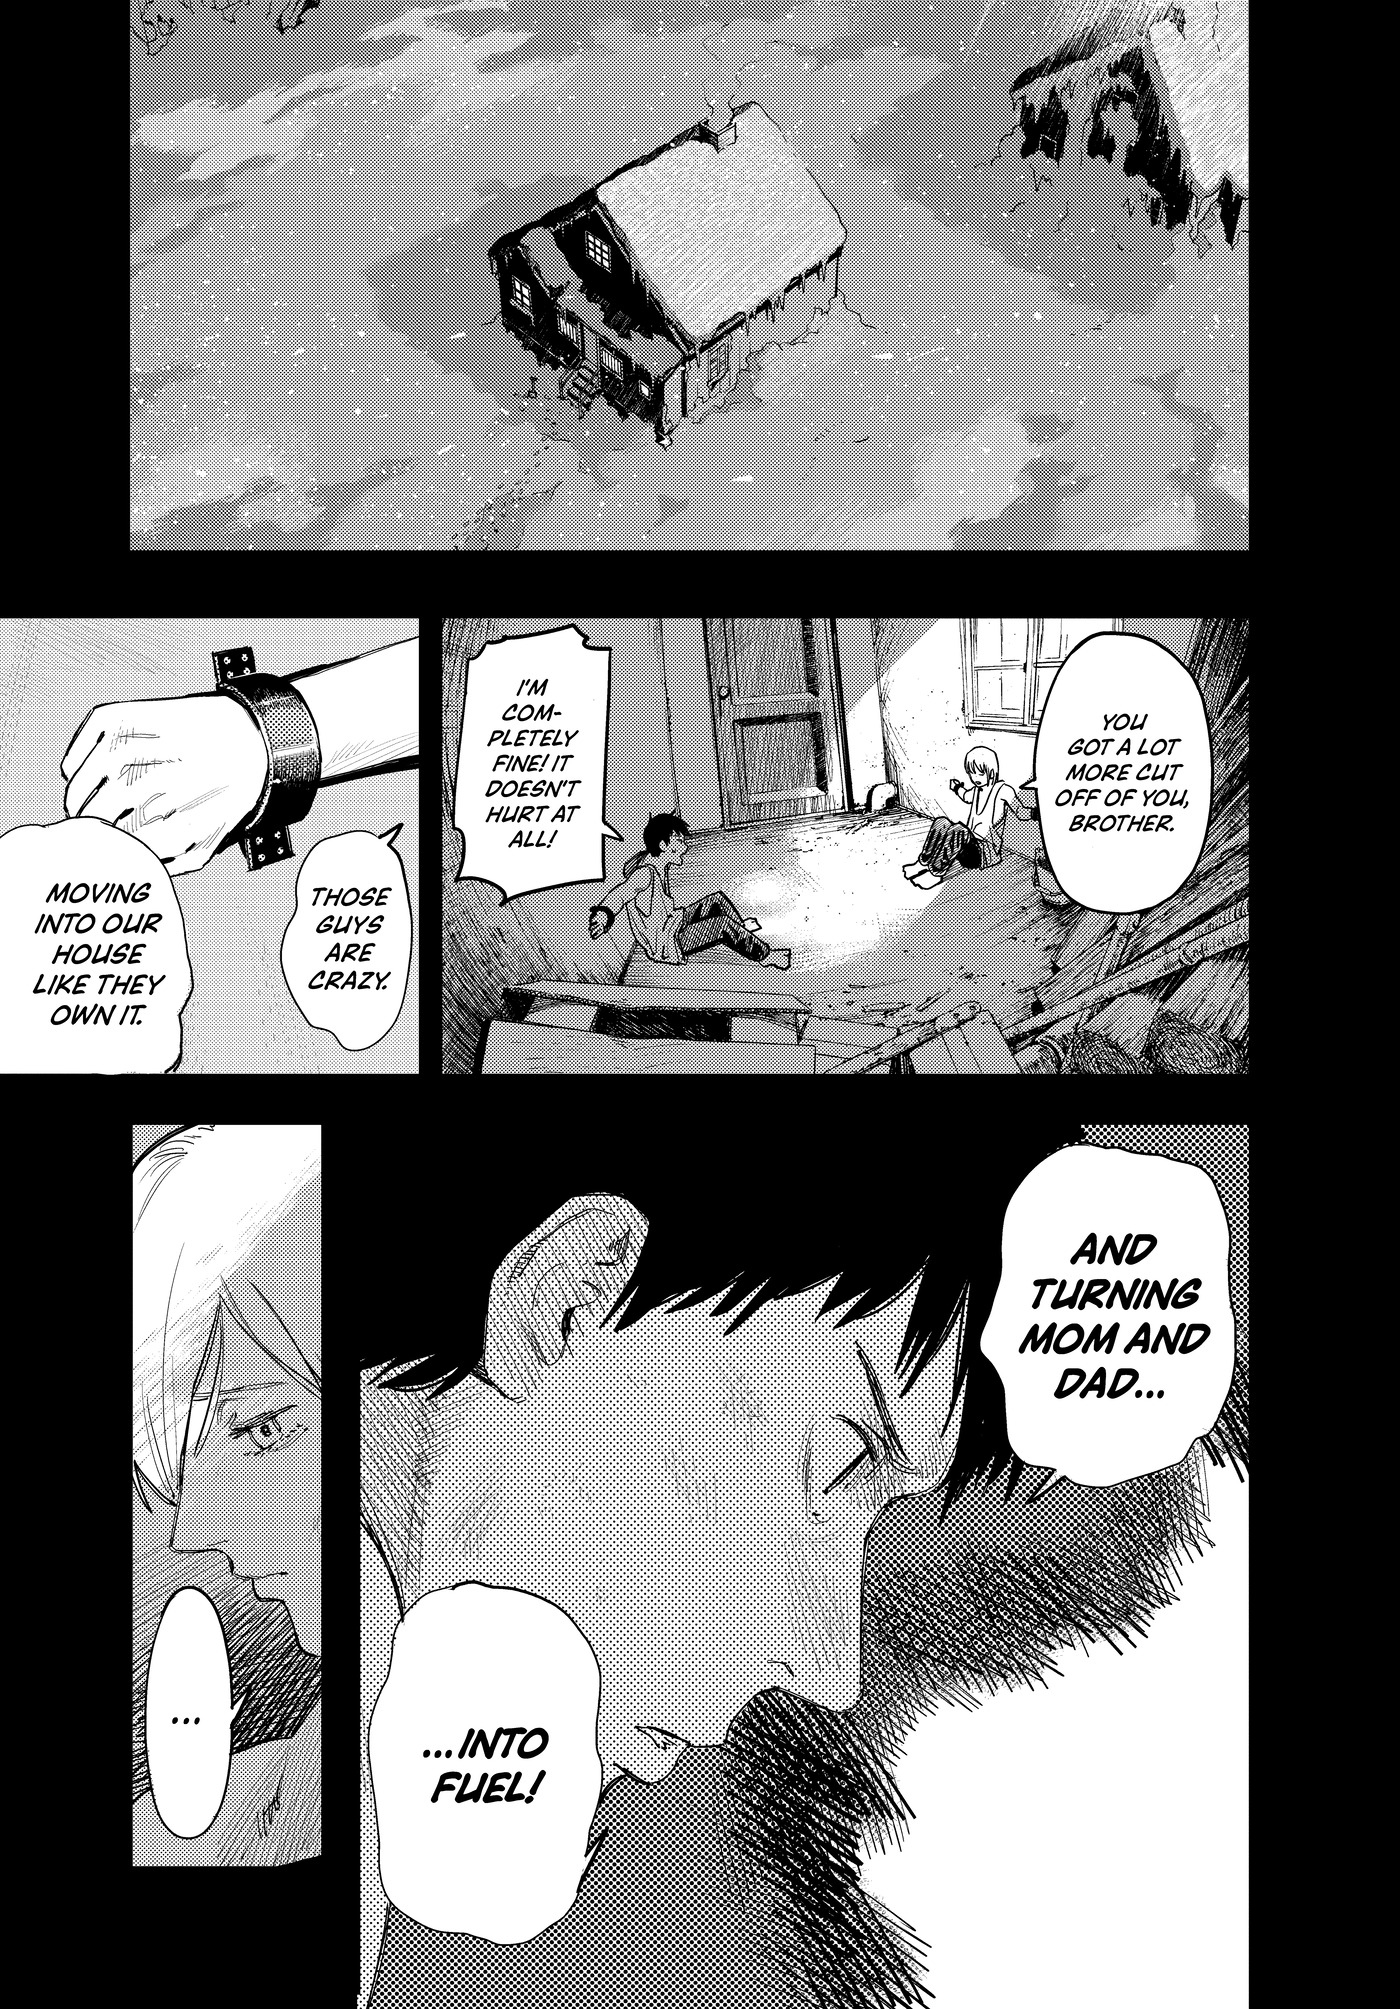 YOU
GOT A LOT
MORE CUT
OFF OF YOU,
BROTHER.
I'M
COM-
PLETELY
FINE! IT
DOESN'T
HURT AT
ALL!
THOSE
GUYS
ARE
CRAZY.
MOVING
INTO OUR
HOUSE
LIKE THEY
OWN IT.
AND
TURNING
MOM AND
DAD...
...INTO
FUEL!
...